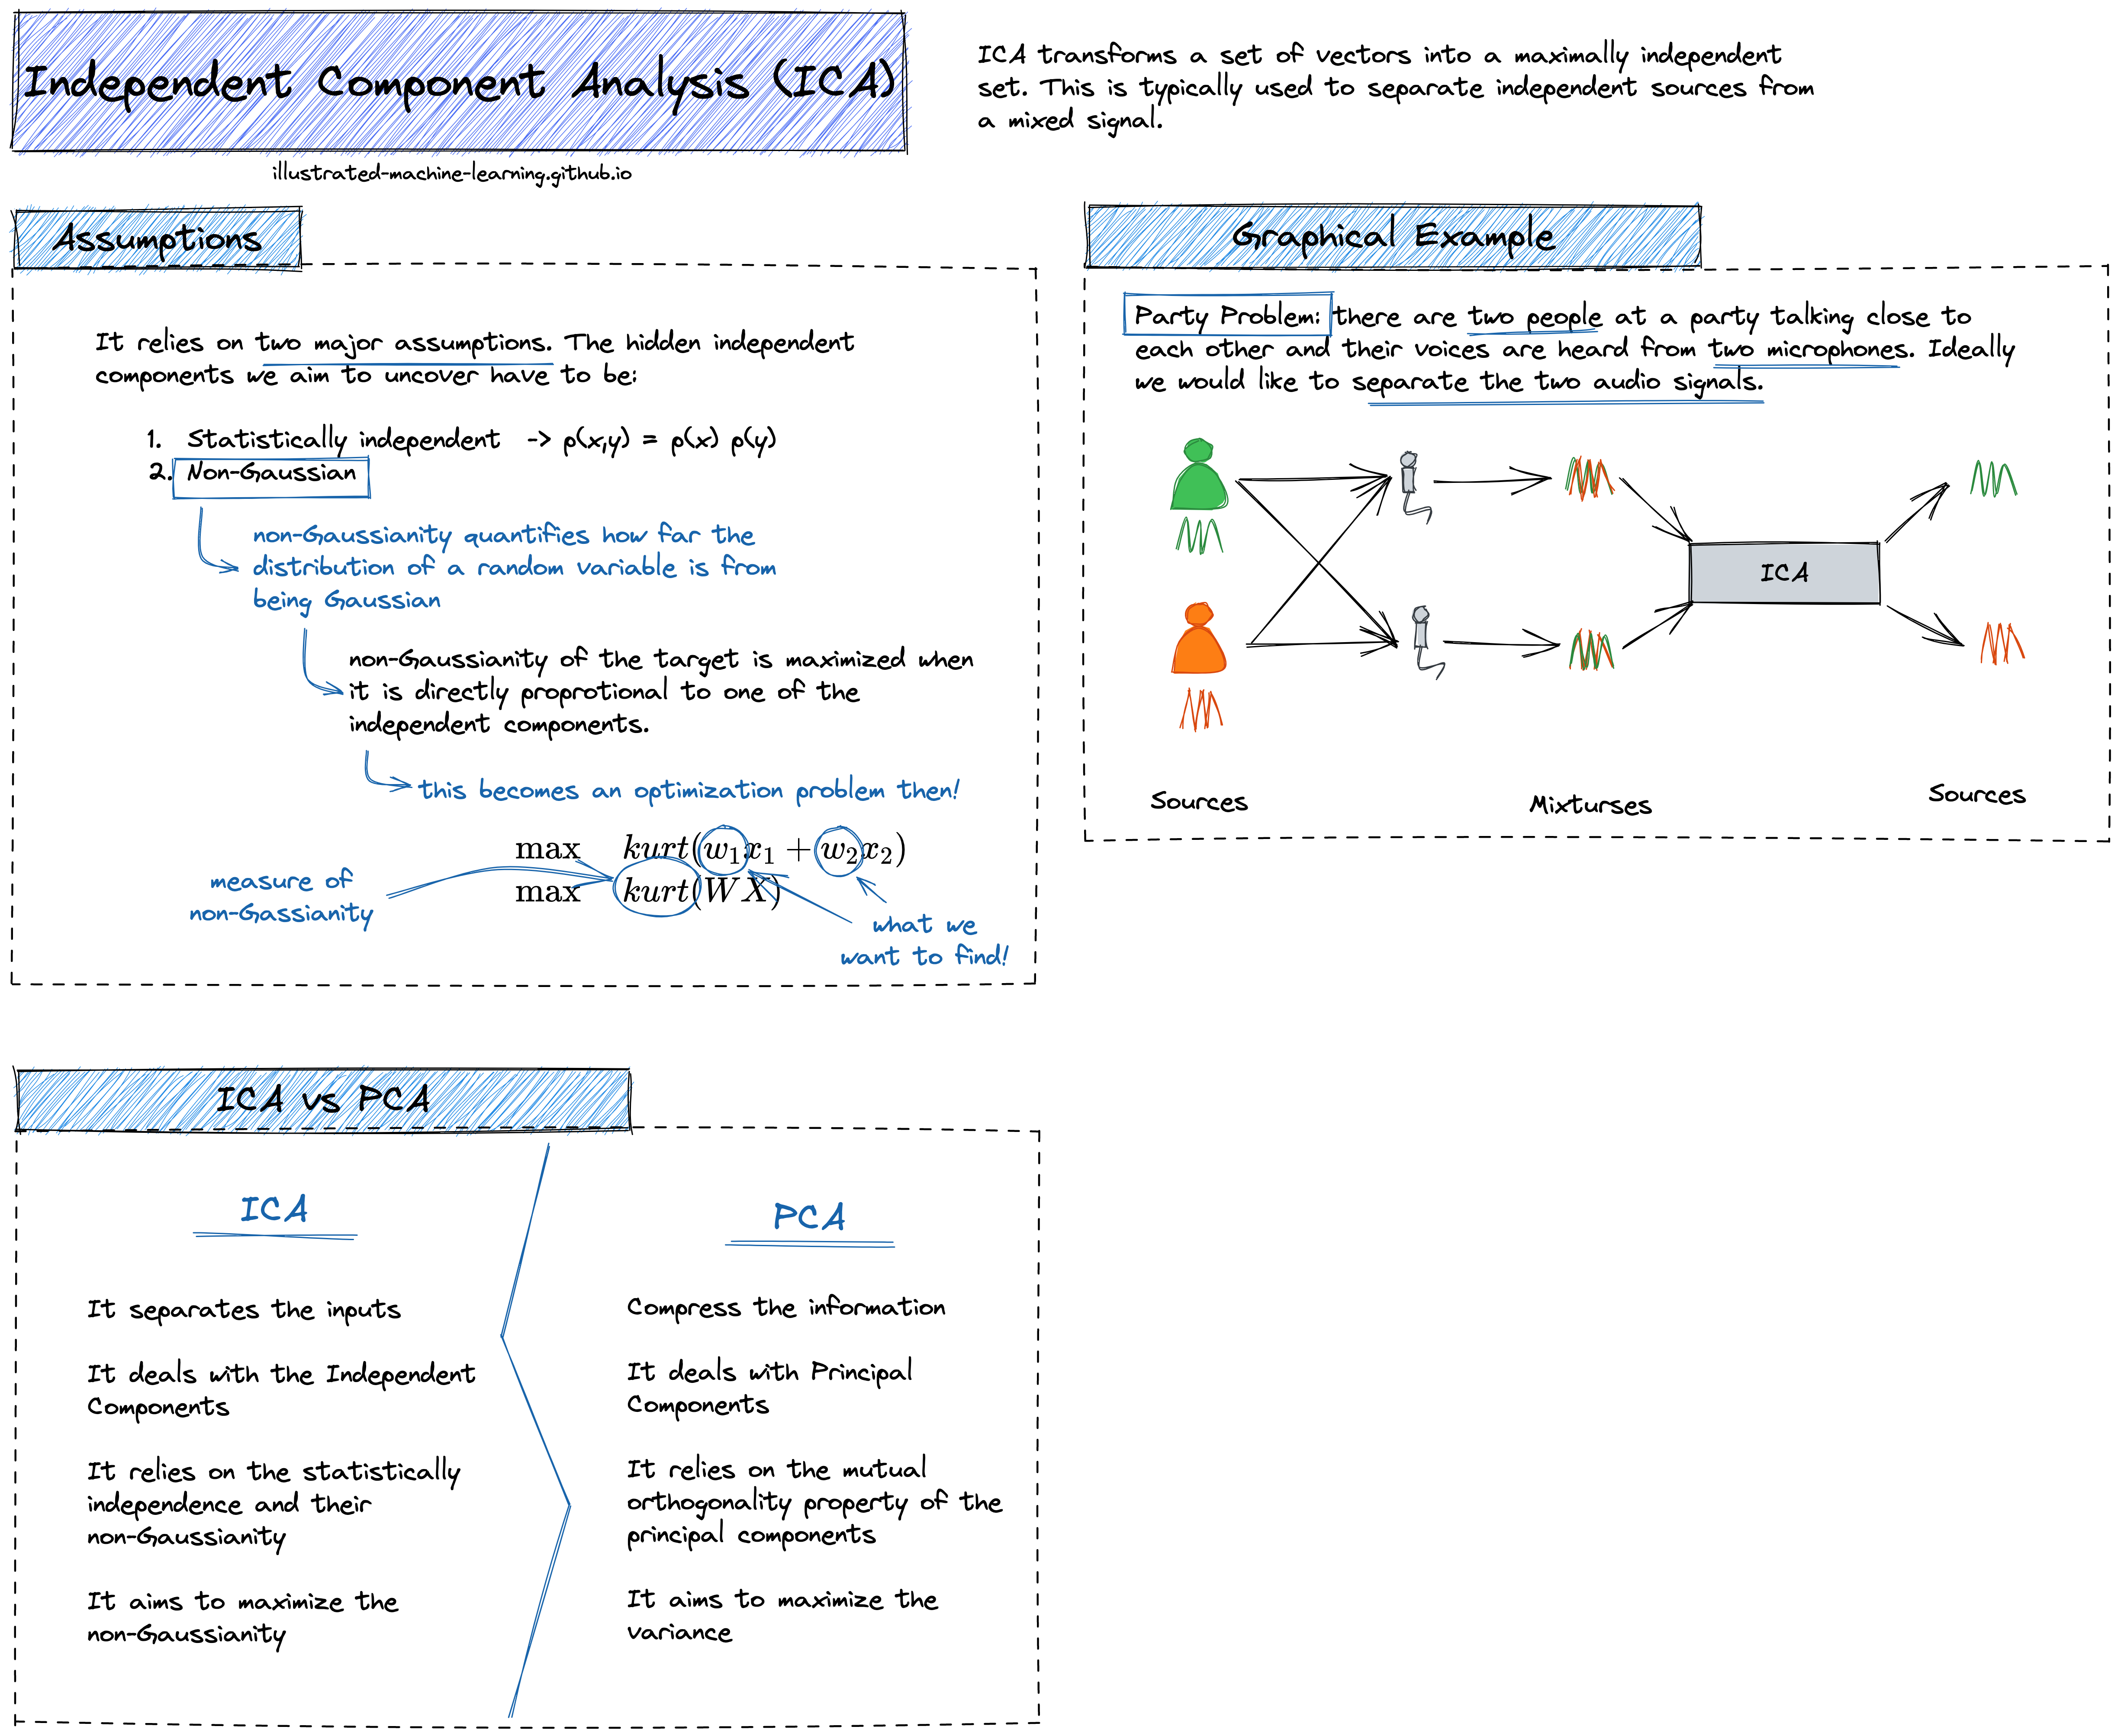 Independent Component Analysis (ICA)
illustrated-machine-learning.github.io
ICA transforms a set of vectors into a maximally independent
set. This is typically used to separate independent sources from
a mixed signal.
Assumptions
It relies on two major assumptions. The hidden independent
components we aim to uncover have to be:
1. Statistically independent -> p(x,y) = p(x) p(y)
2. Non-Gaussian
non-Gaussianity quantifies how far the
distribution of a random variable is from
being Gaussian
non-Gaussianity of the target is maximized when
it is directly proprotional to one of the
independent components.
this becomes an optimization problem then!
max kurt(w₁x₁ + w₂x₂)
max kurt(WX)
measure of
non-Gassianity
what we
want to find!
Graphical Example
Party Problem: there are two people at a party talking close to
each other and their voices are heard from two microphones. Ideally
we would like to separate the two audio signals.
ICA
Sources
Mixturses
Sources
ICA vs PCA
ICA
It separates the inputs
It deals with the Independent
Components
It relies on the statistically
independence and their
non-Gaussianity
It aims to maximize the
non-Gaussianity
PCA
Compress the information
It deals with Principal
Components
It relies on the mutual
orthogonality property of the
principal components
It aims to maximize the
variance